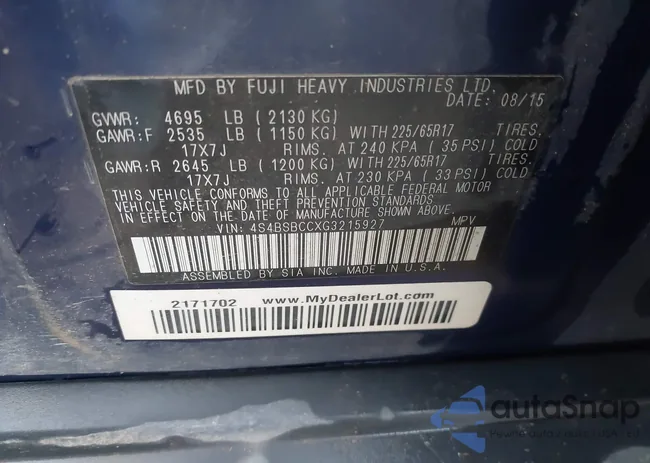 MFD BY FUJI HEAVY INDUSTRIES LTD.
DATE: 08/15
GVWR: 4695 LB (2130 KG)
GAWR:F 2535 LB (1150 KG) WITH 225/65R17 TIRES.
17X7J RIMS. AT 240 KPA (35 PSI) COLD
GAWR:R 2645 LB (1200 KG) WITH 225/65R17 TIRES.
17X7J RIMS. AT 230 KPA (33 PSI) COLD
THIS VEHICLE CONFORMS TO ALL APPLICABLE FEDERAL MOTOR
VEHICLE SAFETY AND THEFT PREVENTION STANDARDS
IN EFFECT ON THE DATE OF MANUFACTURE SHOWN ABOVE.
VIN: 4S4BSBCCXG3215927 MPV
ASSEMBLED BY SIA INC. MADE IN U.S.A.
2171702 www.MyDealerLot.com
autoSnap